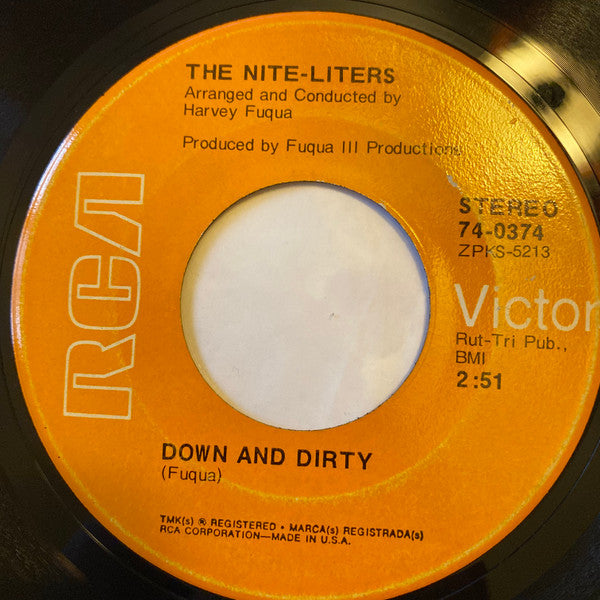 THE NITE-LITERS
Arranged and Conducted by
Harvey Fuqua
Produced by Fuqua III Productions
RCA
STEREO
74-0374
ZPKS-5213
Victor
Rut-Tri Pub.,
BMI
2:51
DOWN AND DIRTY
(Fuqua)
TMK(s) ® REGISTERED • MARCA(s) REGISTRADA(s)
RCA CORPORATION—MADE IN U.S.A.